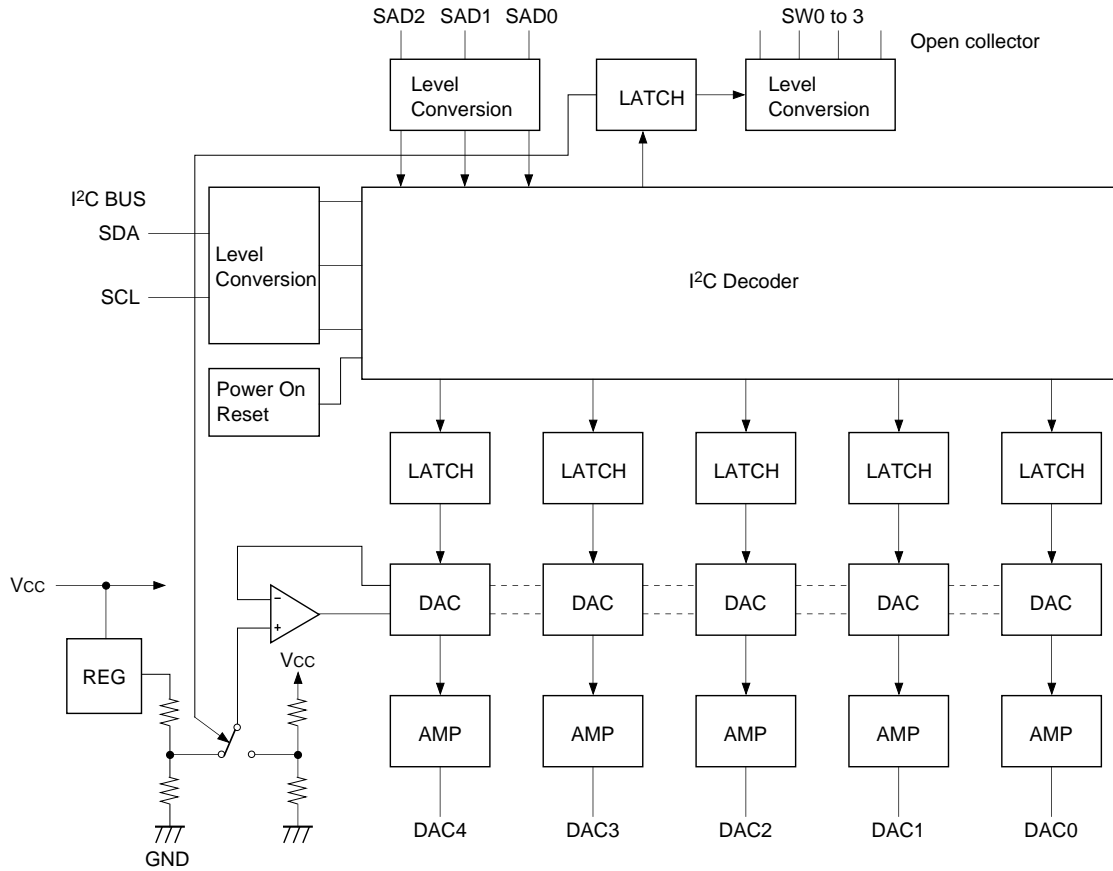 SAD2 SAD1 SAD0
SW0 to 3
Open collector
Level
Conversion
LATCH
Level
Conversion
I²C BUS
SDA
SCL
Level
Conversion
I²C Decoder
Power On
Reset
LATCH LATCH LATCH LATCH LATCH
VCC
−
+
DAC DAC DAC DAC DAC
REG
VCC
AMP AMP AMP AMP AMP
GND
DAC4 DAC3 DAC2 DAC1 DAC0